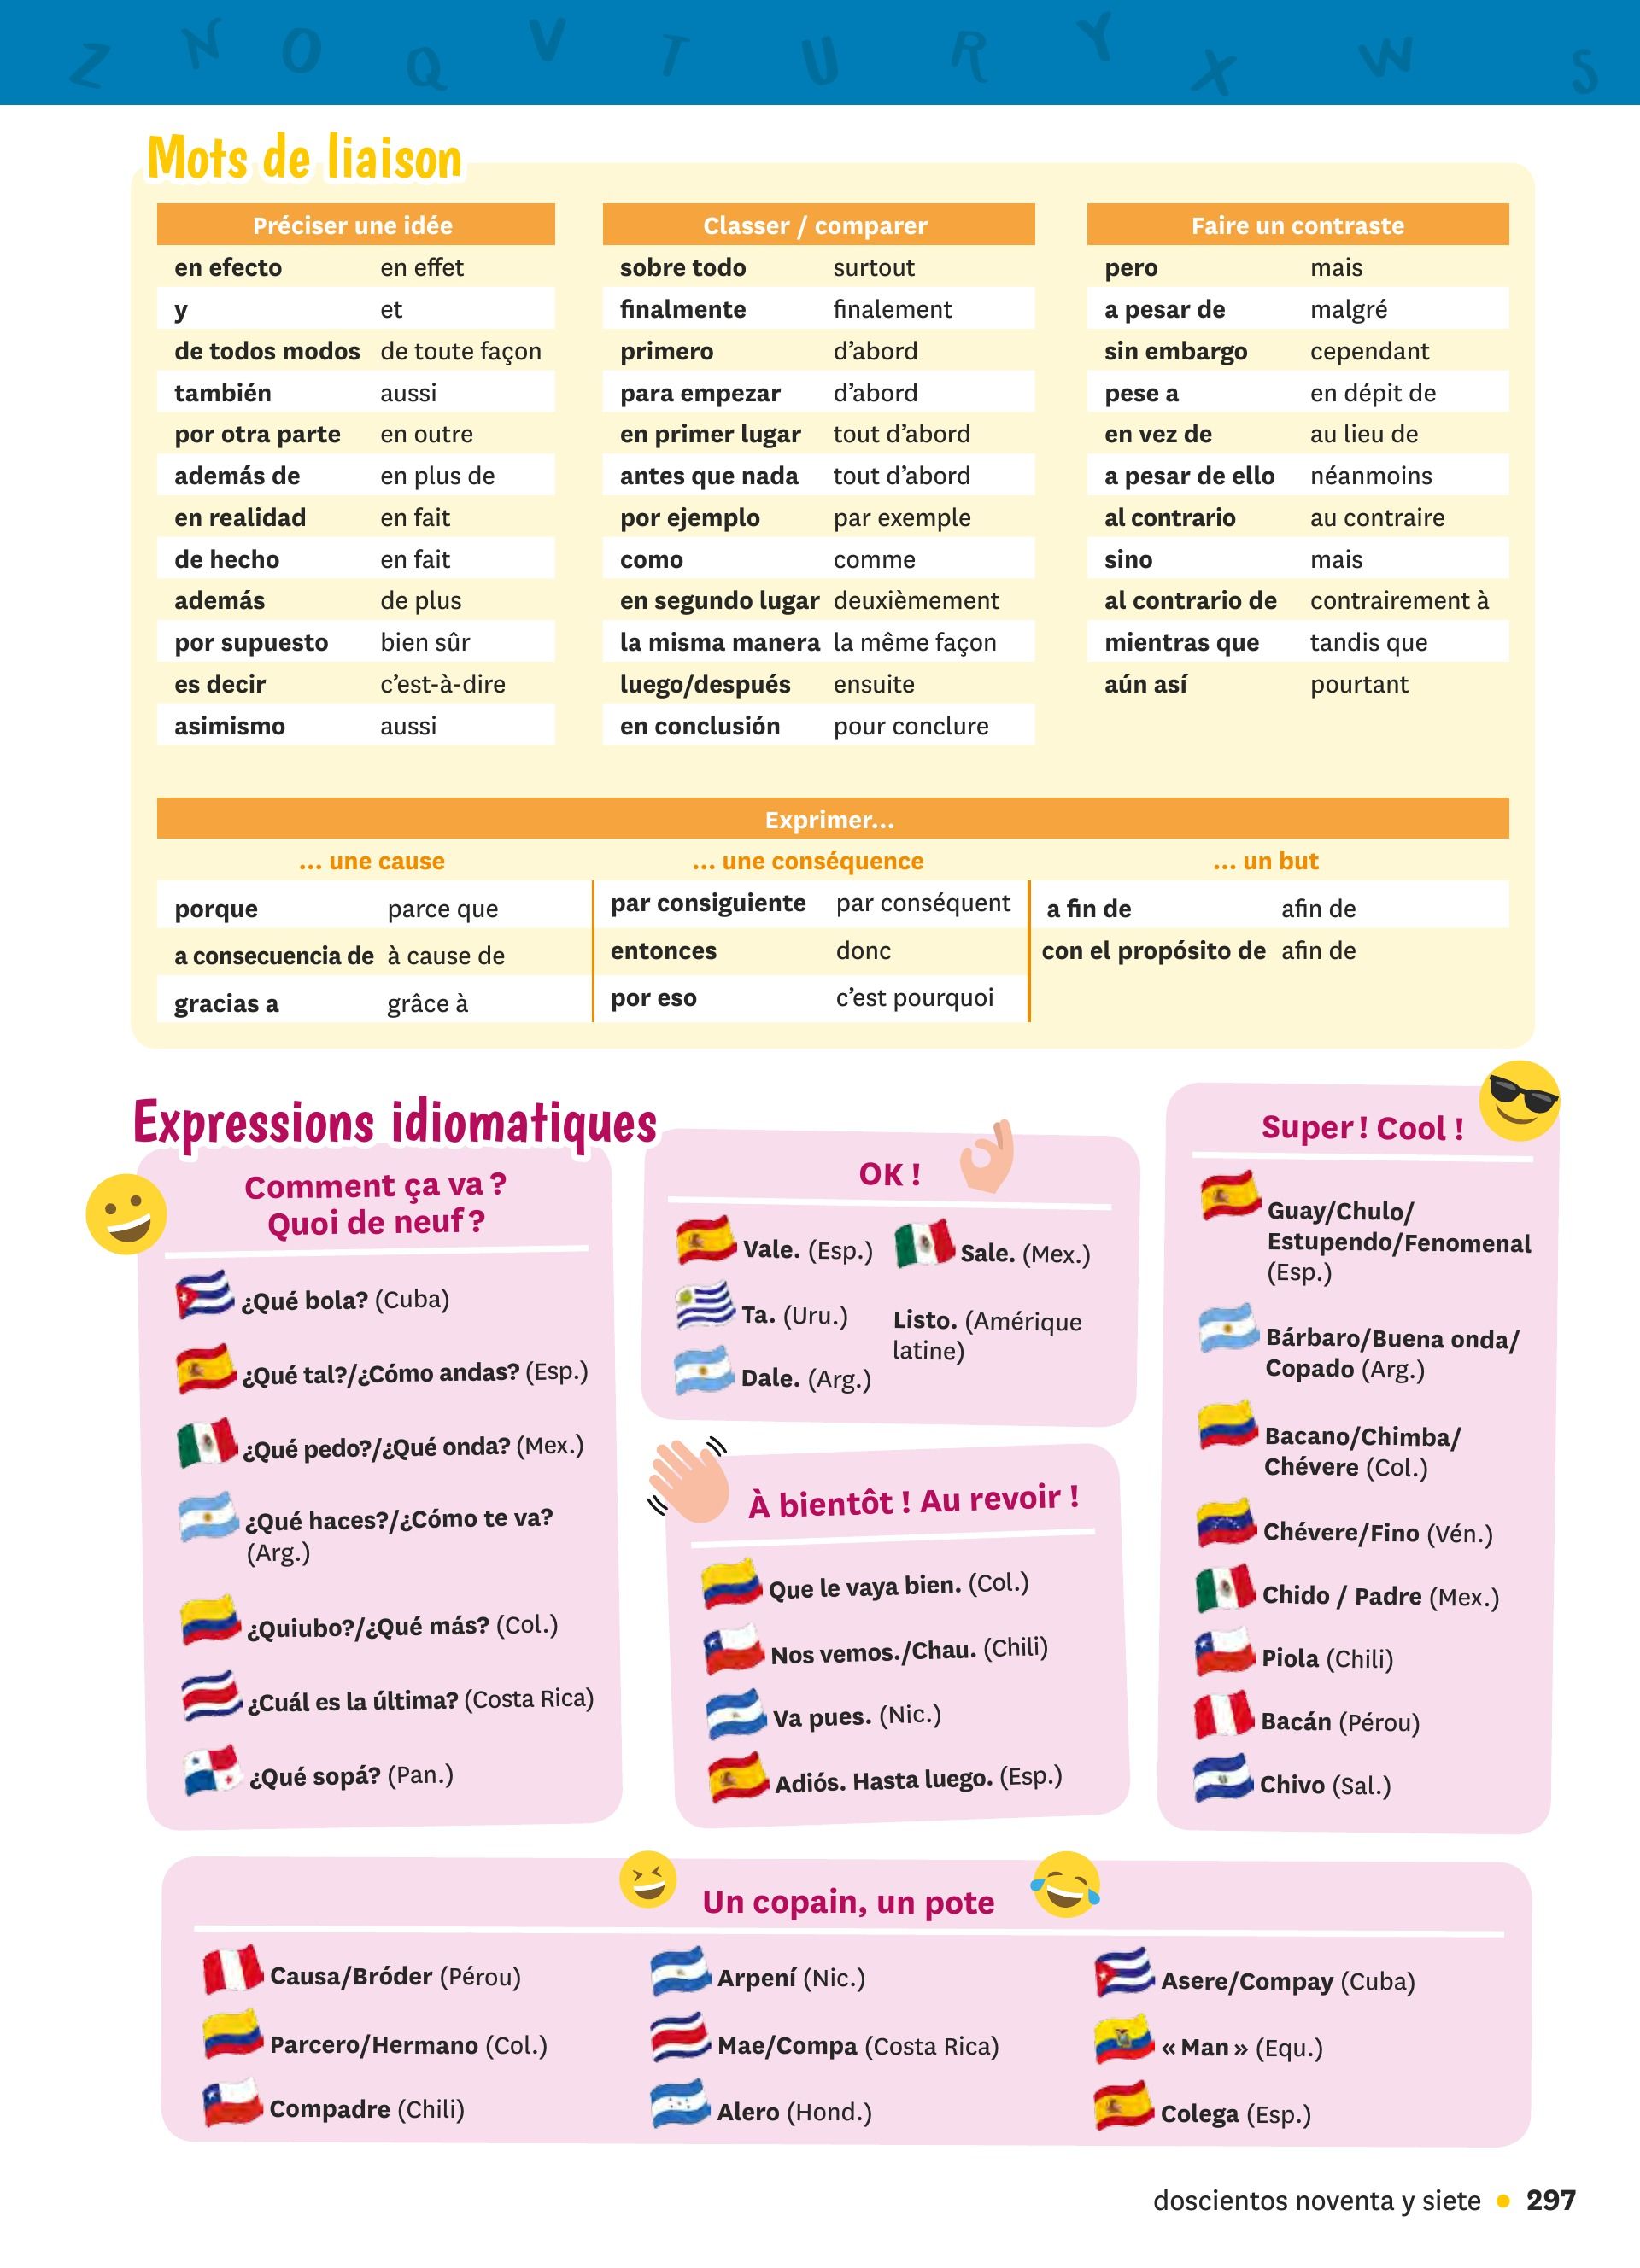 Z N O Q V T U R Y X W S
Mots de liaison
Préciser une idée
en efecto en effet
y et
de todos modos de toute façon
también aussi
por otra parte en outre
además de en plus de
en realidad en fait
de hecho en fait
además de plus
por supuesto bien sûr
es decir c’est-à-dire
asimismo aussi
Classer / comparer
sobre todo surtout
finalmente finalement
primero d’abord
para empezar d’abord
en primer lugar tout d’abord
antes que nada tout d’abord
por ejemplo par exemple
como comme
en segundo lugar deuxièmement
la misma manera la même façon
luego/después ensuite
en conclusión pour conclure
Faire un contraste
pero mais
a pesar de malgré
sin embargo cependant
pese a en dépit de
en vez de au lieu de
a pesar de ello néanmoins
al contrario au contraire
sino mais
al contrario de contrairement à
mientras que tandis que
aún así pourtant
Exprimer…
… une cause
porque parce que
a consecuencia de à cause de
gracias a grâce à
… une conséquence
par consiguiente par conséquent
entonces donc
por eso c’est pourquoi
… un but
a fin de afin de
con el propósito de afin de
Expressions idiomatiques
Comment ça va ?
Quoi de neuf ?
¿Qué bola? (Cuba)
¿Qué tal?/¿Cómo andas? (Esp.)
¿Qué pedo?/¿Qué onda? (Mex.)
¿Qué haces?/¿Cómo te va?
(Arg.)
¿Quiubo?/¿Qué más? (Col.)
¿Cuál es la última? (Costa Rica)
¿Qué sopá? (Pan.)
OK !
Vale. (Esp.)
Ta. (Uru.)
Dale. (Arg.)
Sale. (Mex.)
Listo. (Amérique
latine)
À bientôt ! Au revoir !
Que le vaya bien. (Col.)
Nos vemos./Chau. (Chili)
Va pues. (Nic.)
Adiós. Hasta luego. (Esp.)
Super ! Cool !
Guay/Chulo/
Estupendo/Fenomenal
(Esp.)
Bárbaro/Buena onda/
Copado (Arg.)
Bacano/Chimba/
Chévere (Col.)
Chévere/Fino (Vén.)
Chido / Padre (Mex.)
Piola (Chili)
Bacán (Pérou)
Chivo (Sal.)
Un copain, un pote
Causa/Bróder (Pérou)
Parcero/Hermano (Col.)
Compadre (Chili)
Arpení (Nic.)
Mae/Compa (Costa Rica)
Alero (Hond.)
Asere/Compay (Cuba)
« Man » (Equ.)
Colega (Esp.)
doscientos noventa y siete • 297